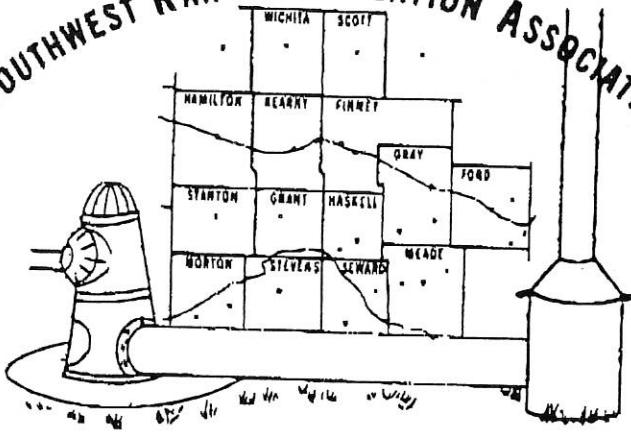 OUTHWEST ASSOCIAT
WICHITA SCOTT
HAMILTON KEARNY FINNEY
GRAY
FORD
STANTON GRANT HASKELL
MEADE
MORTON STEVENS SEWARD